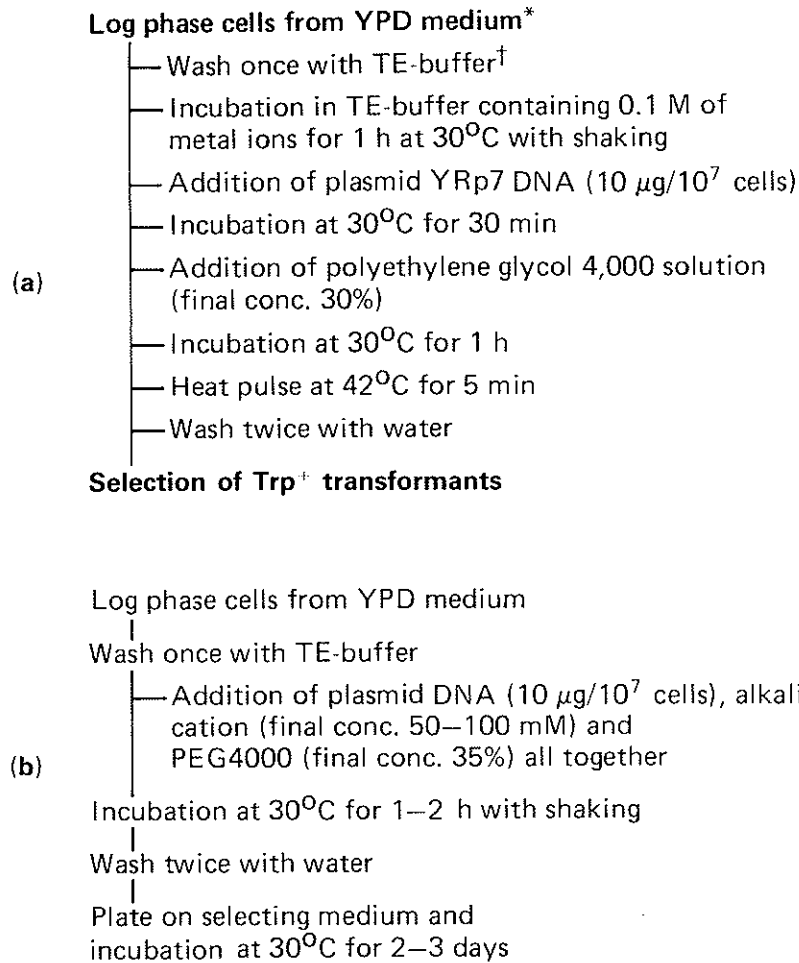 Log phase cells from YPD medium*
Wash once with TE-buffer†
Incubation in TE-buffer containing 0.1 M of
metal ions for 1 h at 30°C with shaking
Addition of plasmid YRp7 DNA (10 μg/10⁷ cells)
Incubation at 30°C for 30 min
(a)
Addition of polyethylene glycol 4,000 solution
(final conc. 30%)
Incubation at 30°C for 1 h
Heat pulse at 42°C for 5 min
Wash twice with water
Selection of Trp⁺ transformants
Log phase cells from YPD medium
Wash once with TE-buffer
Addition of plasmid DNA (10 μg/10⁷ cells), alkali
cation (final conc. 50–100 mM) and
(b)
PEG4000 (final conc. 35%) all together
Incubation at 30°C for 1–2 h with shaking
Wash twice with water
Plate on selecting medium and
incubation at 30°C for 2–3 days